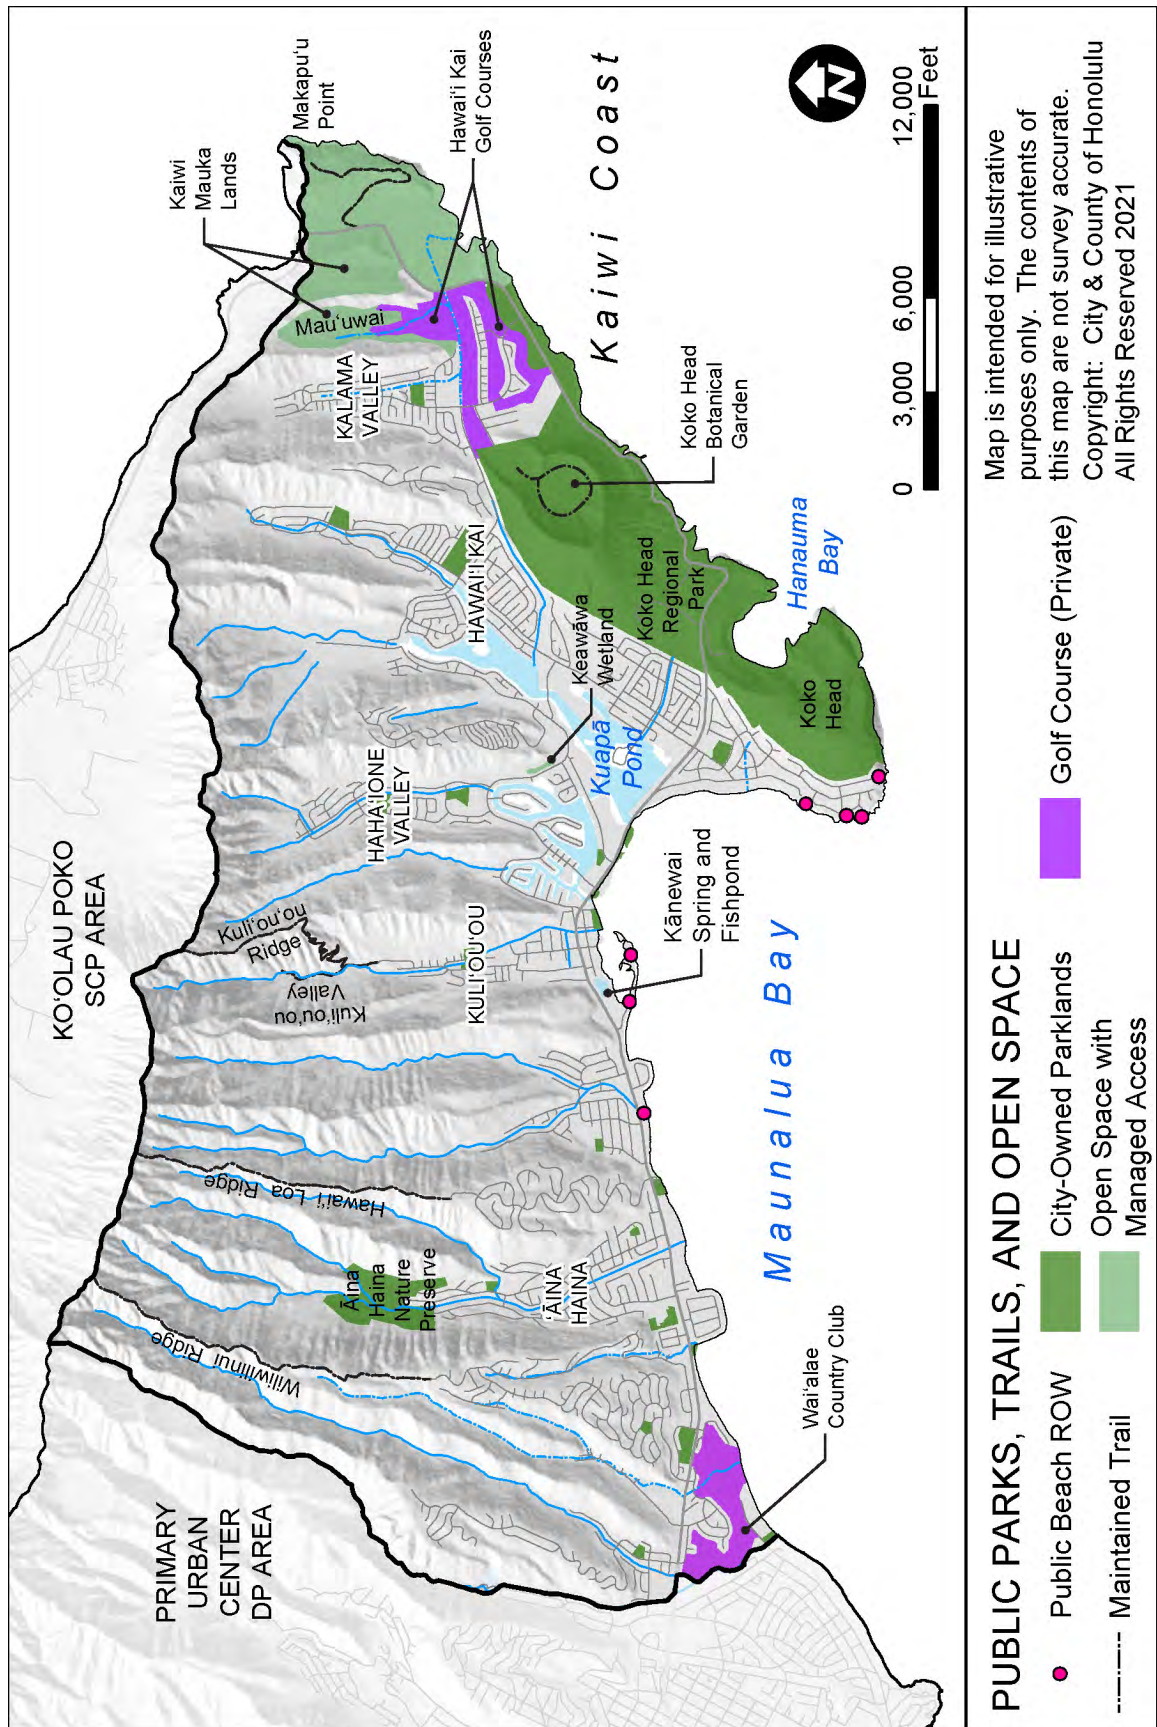 KO‘OLAU POKO
SCP AREA
PRIMARY
URBAN
CENTER
DP AREA
Kaiwi
Mauka
Lands
Makapu‘u
Point
Hawai‘i Kai
Golf Courses
Mau‘uwai
KALAMA
VALLEY
Kaiwi Coast
Koko Head
Botanical
Garden
HAWAI‘I KAI
Keawāwa
Wetland
Koko Head
Regional
Park
Hanauma
Bay
Koko
Head
Kuapā
Pond
HAHA‘IONE
VALLEY
Kuli‘ou‘ou
Ridge
Kuli‘ou‘ou
Valley
KULI‘OU‘OU
Kānewai
Spring and
Fishpond
Maunalua Bay
Hawai‘i Loa Ridge
Āina
Haina
Nature
Preserve
‘ĀINA
HAINA
Wiliwilinui Ridge
Wai‘alae
Country Club
N
0 3,000 6,000 12,000
Feet
PUBLIC PARKS, TRAILS, AND OPEN SPACE
Public Beach ROW
Maintained Trail
City-Owned Parklands
Open Space with
Managed Access
Golf Course (Private)
Map is intended for illustrative
purposes only. The contents of
this map are not survey accurate.
Copyright: City & County of Honolulu
All Rights Reserved 2021